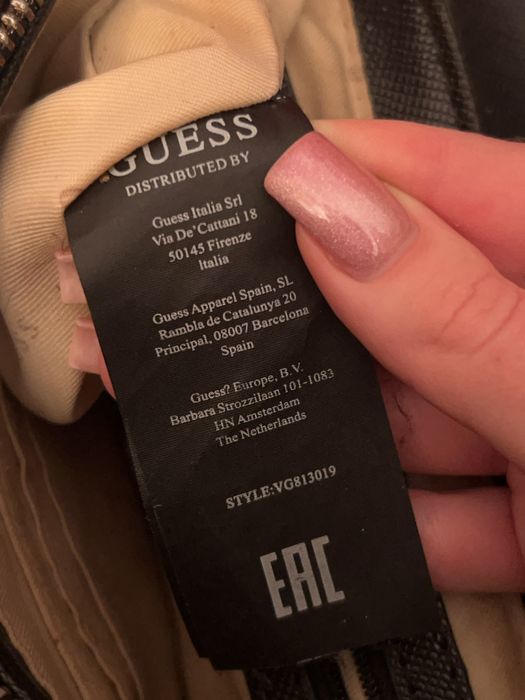 GUESS
DISTRIBUTED BY
Guess Italia Srl
Via De'Cattani 18
50145 Firenze
Italia
Guess Apparel Spain, SL
Rambla de Catalunya 20
Principal, 08007 Barcelona
Spain
Guess? Europe, B.V.
Barbara Strozzilaan 101-1083
HN Amsterdam
The Netherlands
STYLE:VG813019
EAC